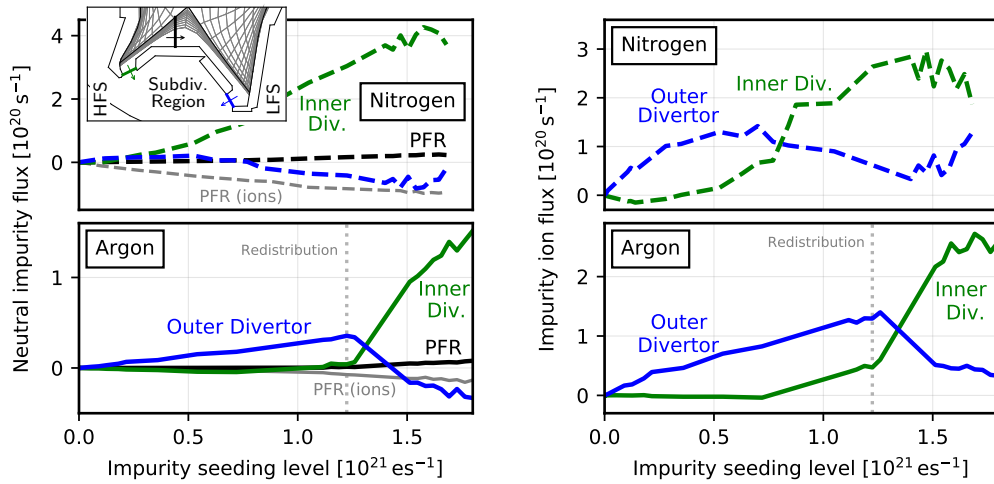 Neutral impurity flux [10²⁰ s⁻¹]
4
2
0
HFS
Subdiv.
Region
LFS
Inner
Div.
Nitrogen
PFR
PFR (ions)
1
0
Argon
Redistribution
Outer Divertor
Inner
Div.
PFR
PFR (ions)
0.0
0.5
1.0
1.5
Impurity seeding level [10²¹ es⁻¹]
Impurity ion flux [10²⁰ s⁻¹]
3
2
1
0
Nitrogen
Outer
Divertor
Inner Div.
2
1
0
Argon
Redistribution
Outer
Divertor
Inner
Div.
0.0
0.5
1.0
1.5
Impurity seeding level [10²¹ es⁻¹]